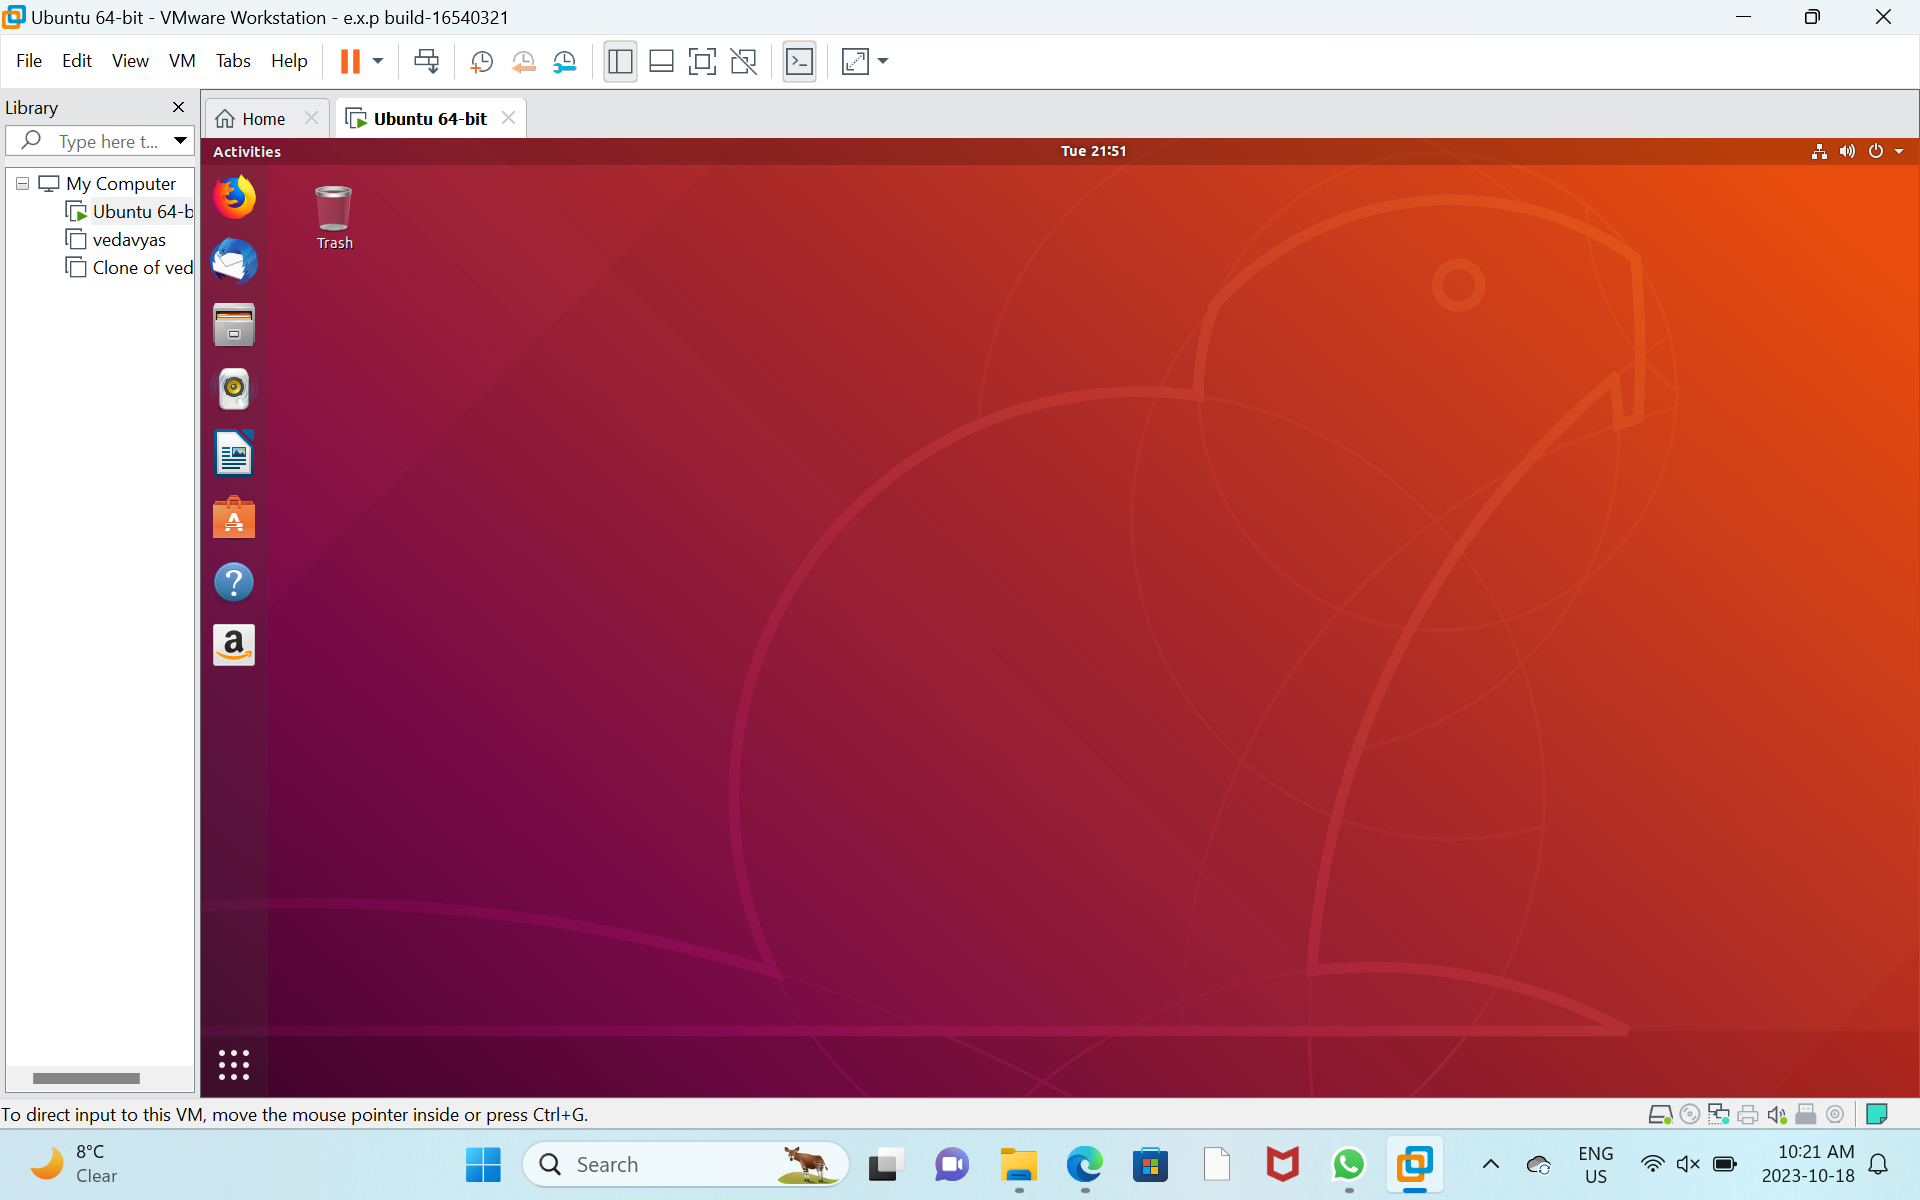 Ubuntu 64-bit - VMware Workstation - e.x.p build-16540321
File Edit View VM Tabs Help
Library
Type here t...
My Computer
Ubuntu 64-b
vedavyas
Clone of ved
Home
Ubuntu 64-bit
Activities
Tue 21:51
Trash
To direct input to this VM, move the mouse pointer inside or press Ctrl+G.
8°C
Clear
Search
ENG
US
10:21 AM
2023-10-18